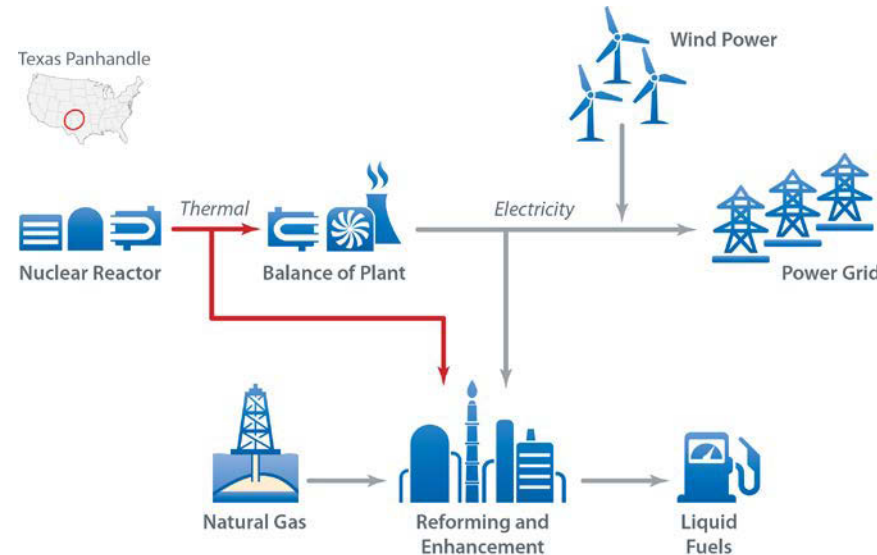 Texas Panhandle
Wind Power
Thermal
Electricity
Nuclear Reactor
Balance of Plant
Power Grid
Natural Gas
Reforming and
Enhancement
Liquid
Fuels